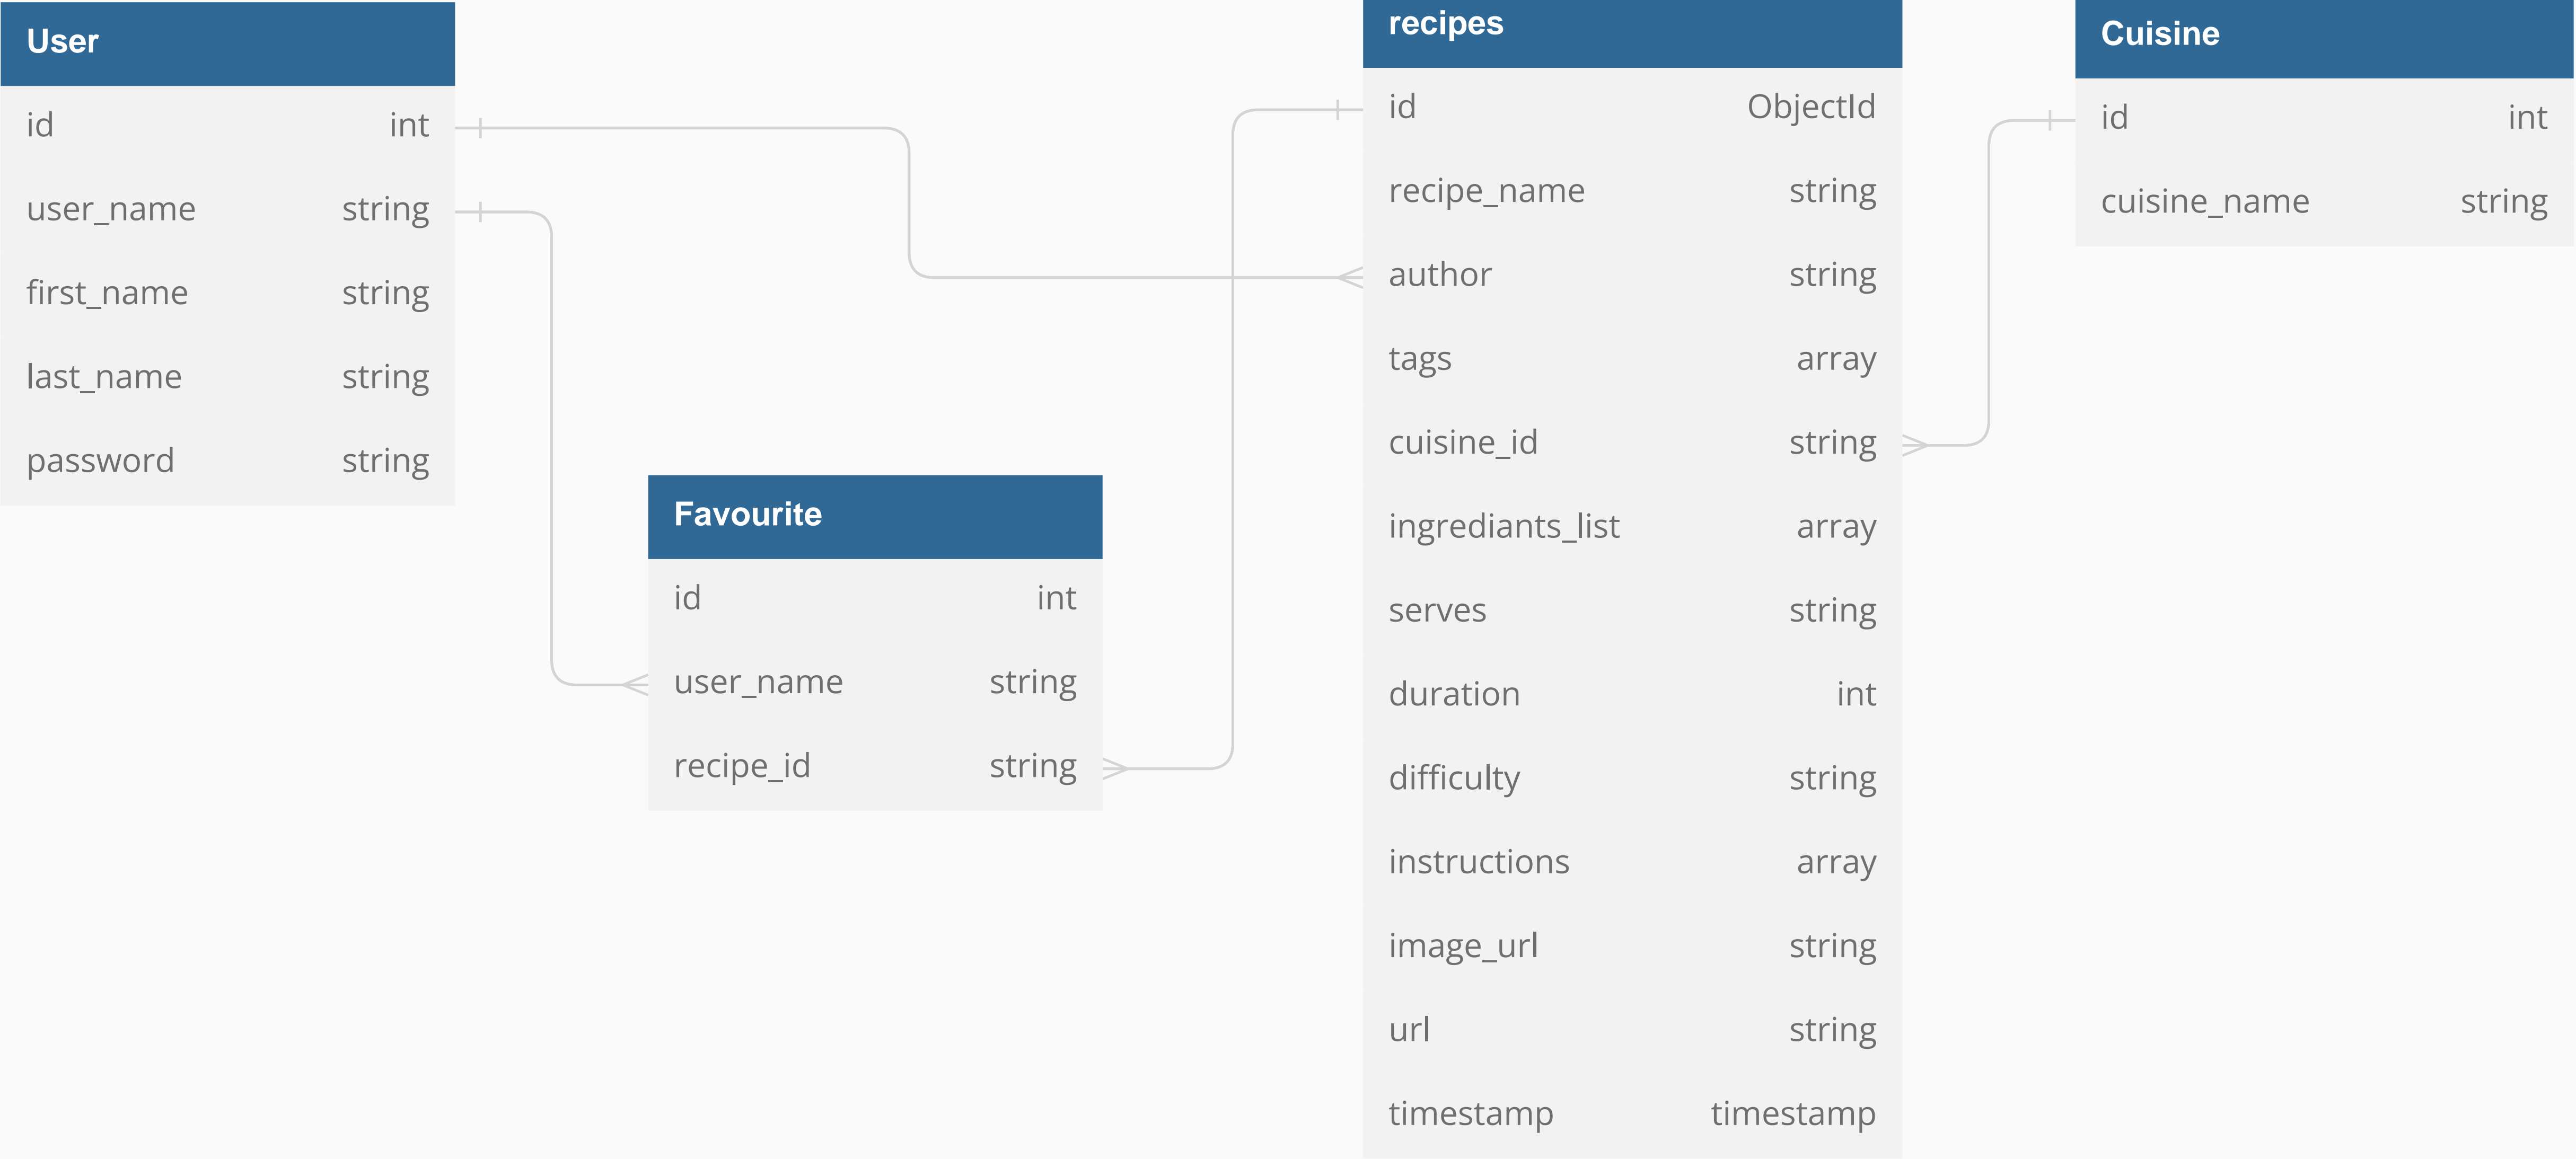 User
id int
user_name string
first_name string
last_name string
password string
Favourite
id int
user_name string
recipe_id string
recipes
id ObjectId
recipe_name string
author string
tags array
cuisine_id string
ingrediants_list array
serves string
duration int
difficulty string
instructions array
image_url string
url string
timestamp timestamp
Cuisine
id int
cuisine_name string